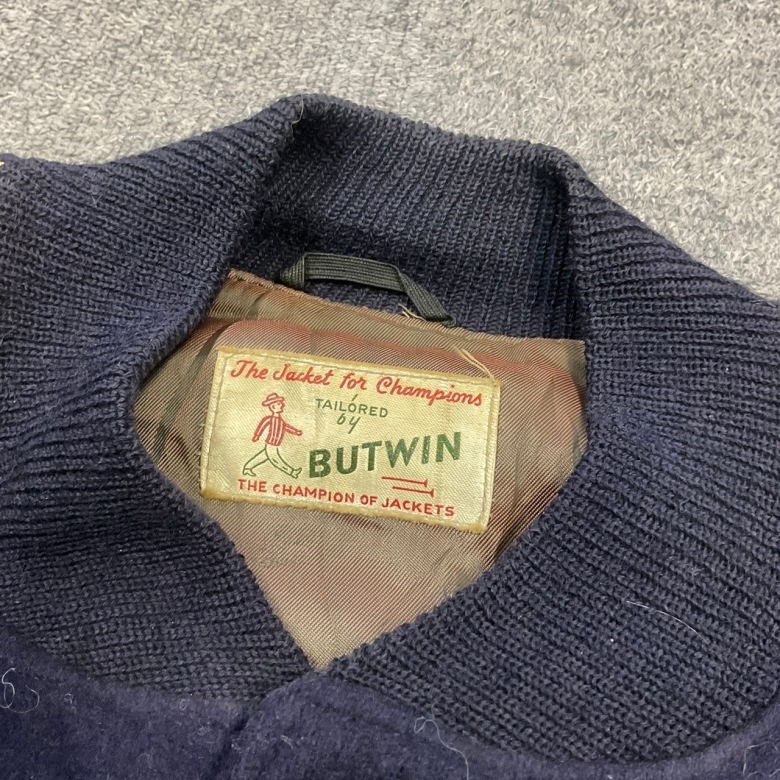 The Jacket for Champions
TAILORED
by
BUTWIN
THE CHAMPION OF JACKETS